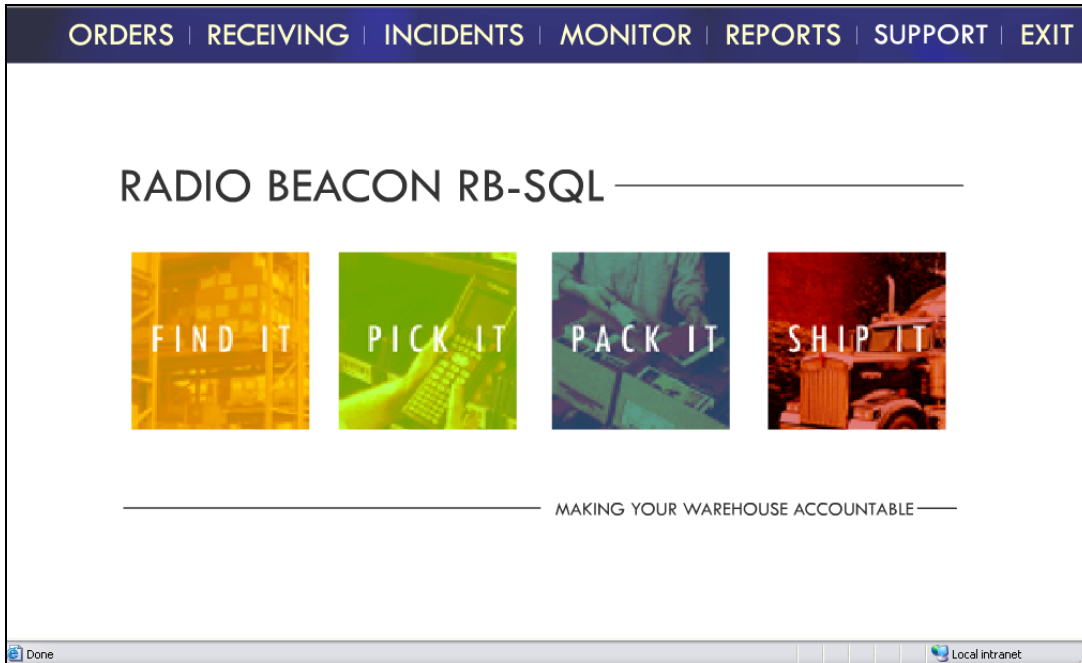 ORDERS | RECEIVING | INCIDENTS | MONITOR | REPORTS | SUPPORT | EXIT
RADIO BEACON RB-SQL
FIND IT PICK IT PACK IT SHIP IT
MAKING YOUR WAREHOUSE ACCOUNTABLE
Done Local intranet